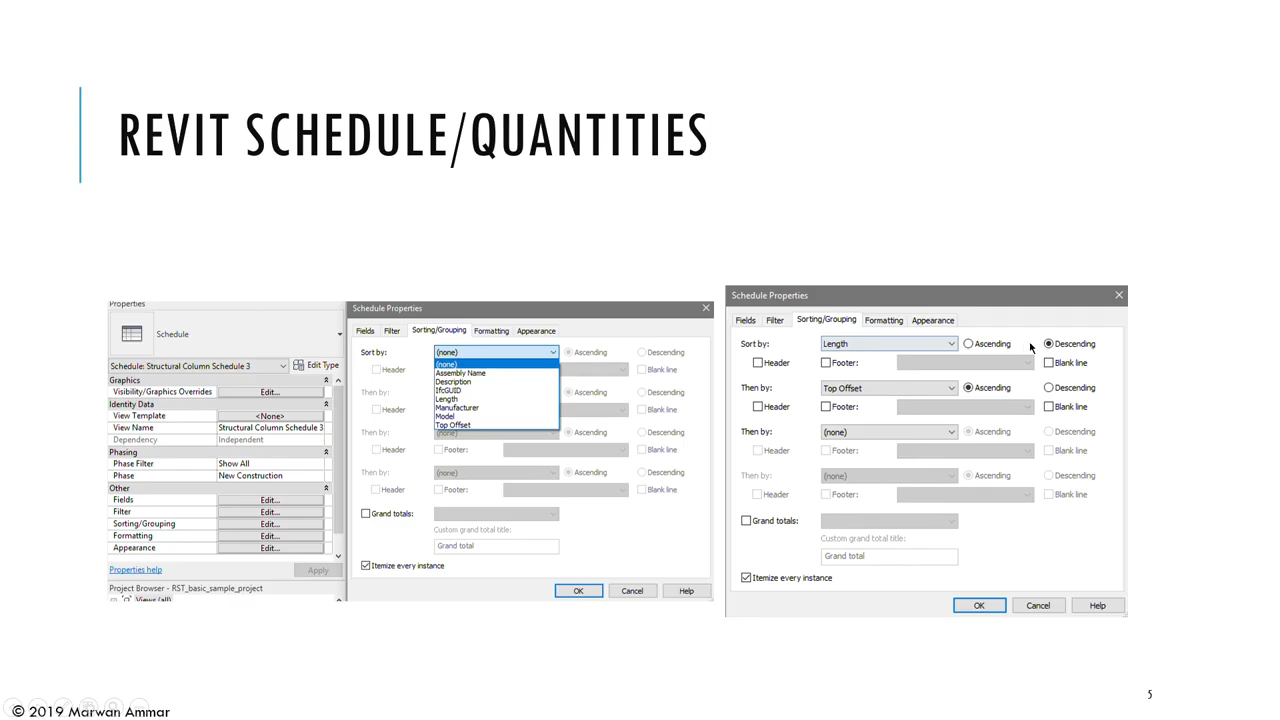 REVIT SCHEDULE/QUANTITIES
Properties
Schedule
Schedule: Structural Column Schedule 3
Edit Type
Graphics
Visibility/Graphics Overrides Edit...
Identity Data
View Template <None>
View Name Structural Column Schedule 3
Dependency Independent
Phasing
Phase Filter Show All
Phase New Construction
Other
Fields Edit...
Filter Edit...
Sorting/Grouping Edit...
Formatting Edit...
Appearance Edit...
Properties help Apply
Project Browser - RST_basic_sample_project
Views (all)
Schedule Properties
Fields Filter Sorting/Grouping Formatting Appearance
Sort by: (none) Ascending Descending
(none)
Assembly Name
Description
IfcGUID
Length
Manufacturer
Model
Top Offset
Header Blank line
Then by: Ascending Descending
Header Blank line
Then by: (none) Ascending Descending
Header Footer: Blank line
Then by: (none) Ascending Descending
Header Footer: Blank line
Grand totals:
Custom grand total title:
Grand total
Itemize every instance
OK Cancel Help
Schedule Properties
Fields Filter Sorting/Grouping Formatting Appearance
Sort by: Length Ascending Descending
Header Footer: Blank line
Then by: Top Offset Ascending Descending
Header Footer: Blank line
Then by: (none) Ascending Descending
Header Footer: Blank line
Then by: (none) Ascending Descending
Header Footer: Blank line
Grand totals:
Custom grand total title:
Grand total
Itemize every instance
OK Cancel Help
5
© 2019 Marwan Ammar